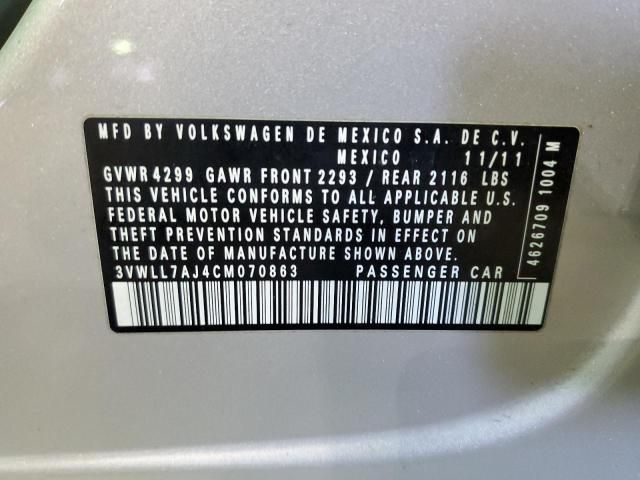 MFD BY VOLKSWAGEN DE MEXICO S.A. DE C.V.
MEXICO 11/11
GVWR 4299 GAWR FRONT 2293 / REAR 2116 LBS
THIS VEHICLE CONFORMS TO ALL APPLICABLE U.S.
FEDERAL MOTOR VEHICLE SAFETY, BUMPER AND
THEFT PREVENTION STANDARDS IN EFFECT ON
THE DATE OF MANUFACTURE SHOWN ABOVE.
3VWLL7AJ4CM070863 PASSENGER CAR
4626709 1004 M